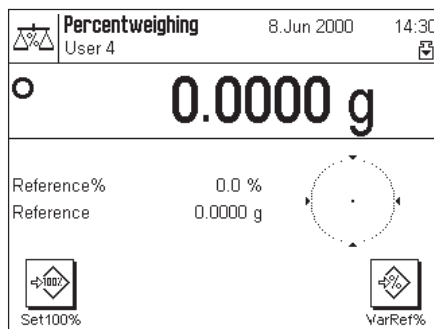 Percentweighing 8.Jun 2000 14:30
User 4
0.0000 g
Reference% 0.0 %
Reference 0.0000 g
Set100% VarRef%